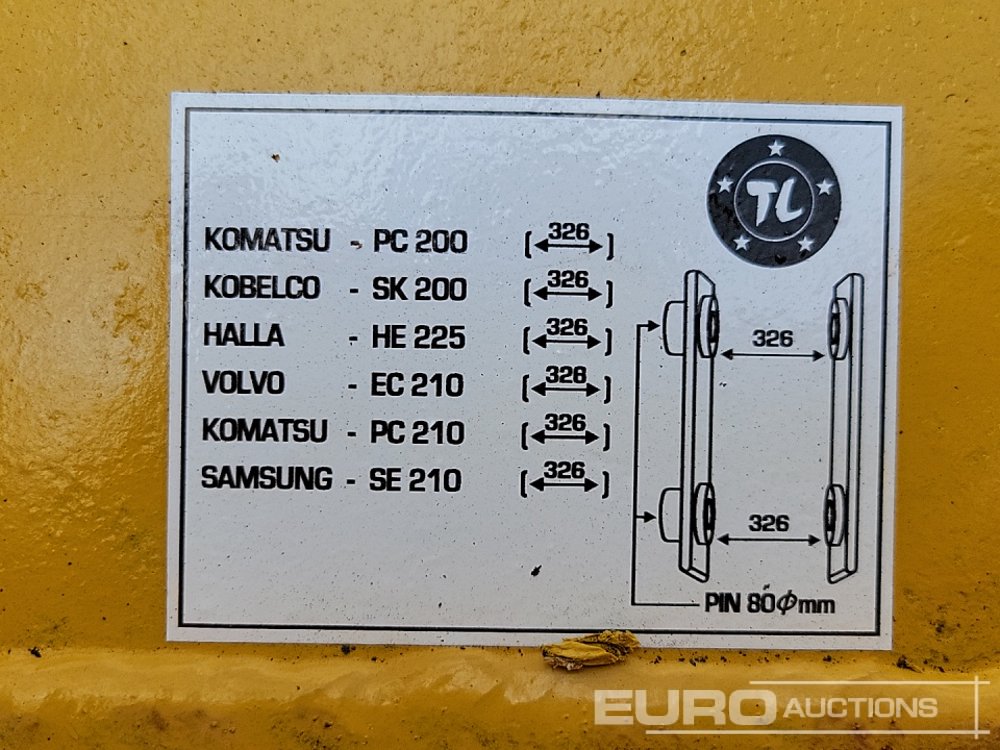 TL
KOMATSU - PC 200 [326]
KOBELCO - SK 200 [326]
HALLA - HE 225 [326]
VOLVO - EC 210 [326]
KOMATSU - PC 210 [326]
SAMSUNG - SE 210 [326]
326
326
PIN 80ϕmm
EURO AUCTIONS